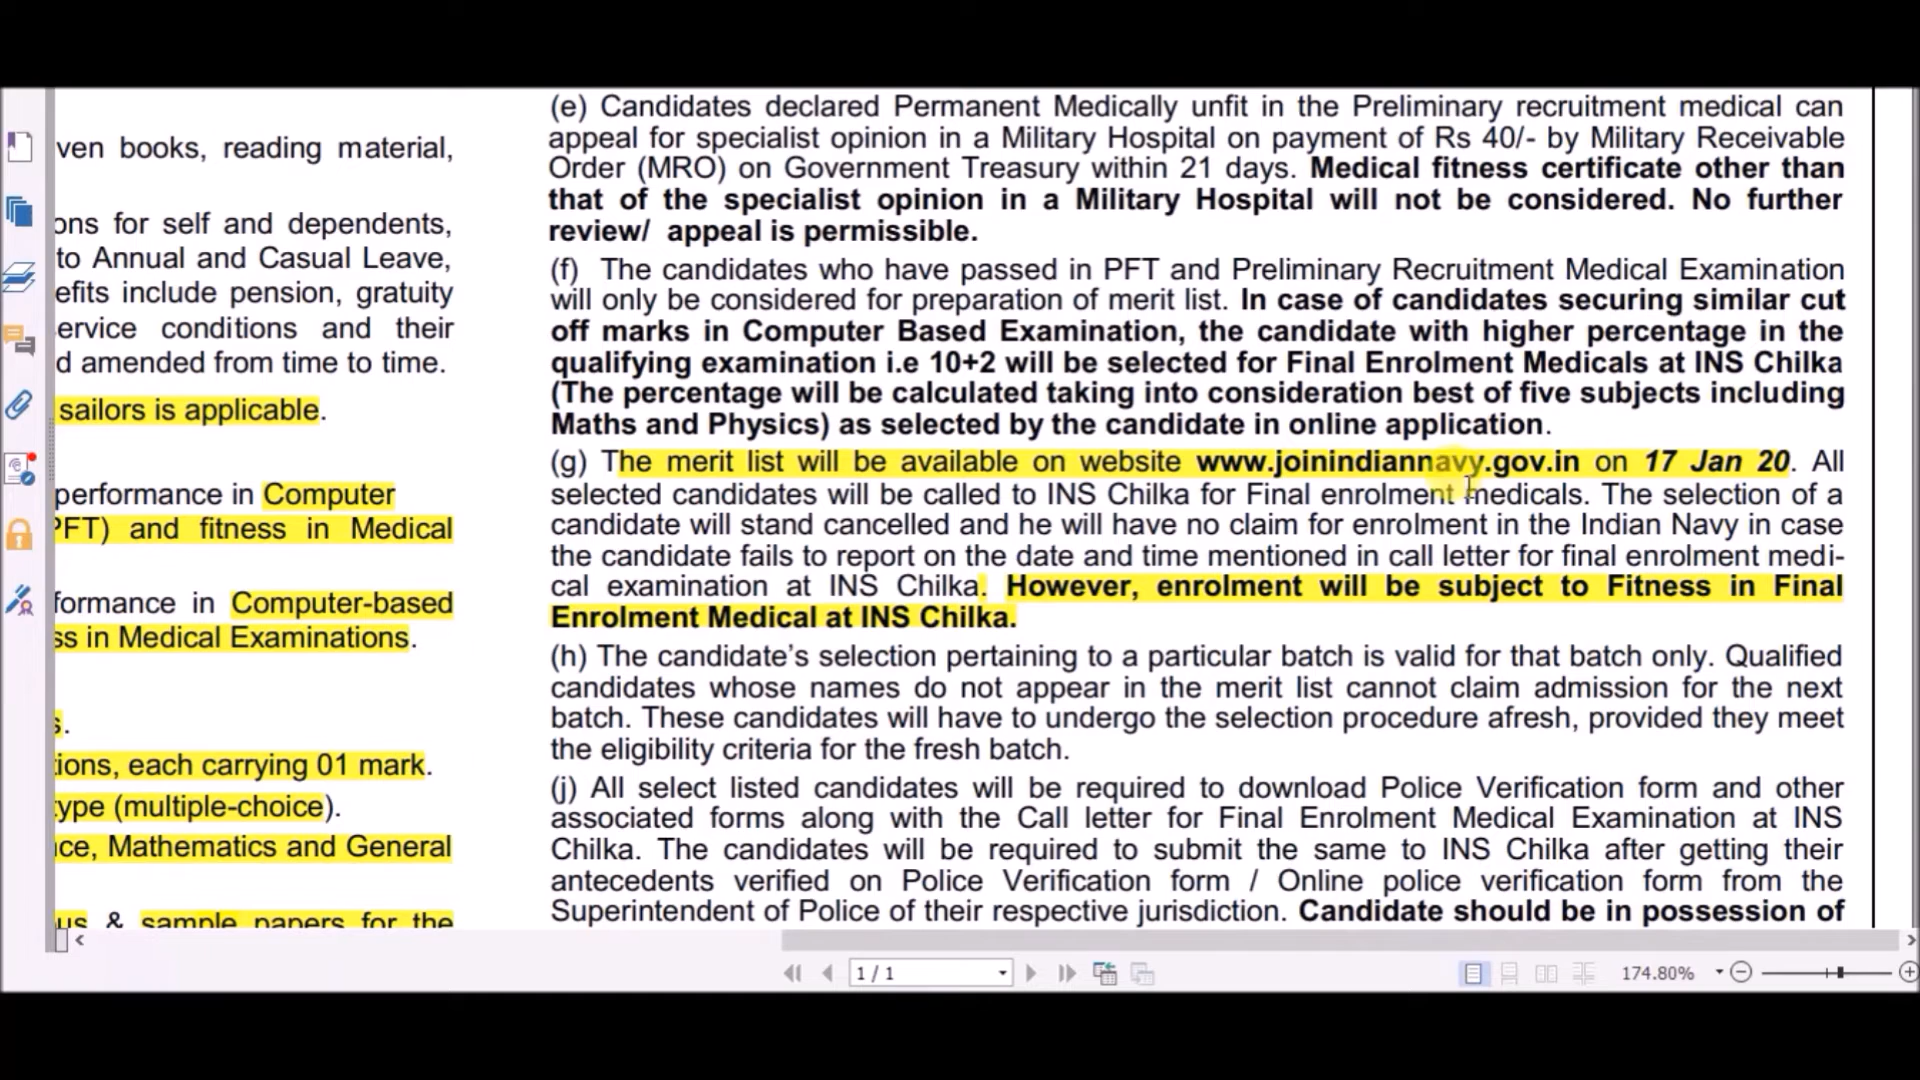 ven books, reading material,
ons for self and dependents,
to Annual and Casual Leave,
efits include pension, gratuity
ervice conditions and their
d amended from time to time.
sailors is applicable.
performance in Computer
PFT) and fitness in Medical
formance in Computer-based
ss in Medical Examinations.
s.
tions, each carrying 01 mark.
type (multiple-choice).
nce, Mathematics and General
us & sample papers for the
(e) Candidates declared Permanent Medically unfit in the Preliminary recruitment medical can
appeal for specialist opinion in a Military Hospital on payment of Rs 40/- by Military Receivable
Order (MRO) on Government Treasury within 21 days. Medical fitness certificate other than
that of the specialist opinion in a Military Hospital will not be considered. No further
review/ appeal is permissible.
(f) The candidates who have passed in PFT and Preliminary Recruitment Medical Examination
will only be considered for preparation of merit list. In case of candidates securing similar cut
off marks in Computer Based Examination, the candidate with higher percentage in the
qualifying examination i.e 10+2 will be selected for Final Enrolment Medicals at INS Chilka
(The percentage will be calculated taking into consideration best of five subjects including
Maths and Physics) as selected by the candidate in online application.
(g) The merit list will be available on website www.joinindiannavy.gov.in on 17 Jan 20. All
selected candidates will be called to INS Chilka for Final enrolment medicals. The selection of a
candidate will stand cancelled and he will have no claim for enrolment in the Indian Navy in case
the candidate fails to report on the date and time mentioned in call letter for final enrolment medi-
cal examination at INS Chilka. However, enrolment will be subject to Fitness in Final
Enrolment Medical at INS Chilka.
(h) The candidate’s selection pertaining to a particular batch is valid for that batch only. Qualified
candidates whose names do not appear in the merit list cannot claim admission for the next
batch. These candidates will have to undergo the selection procedure afresh, provided they meet
the eligibility criteria for the fresh batch.
(j) All select listed candidates will be required to download Police Verification form and other
associated forms along with the Call letter for Final Enrolment Medical Examination at INS
Chilka. The candidates will be required to submit the same to INS Chilka after getting their
antecedents verified on Police Verification form / Online police verification form from the
Superintendent of Police of their respective jurisdiction. Candidate should be in possession of
1 / 1
174.80%